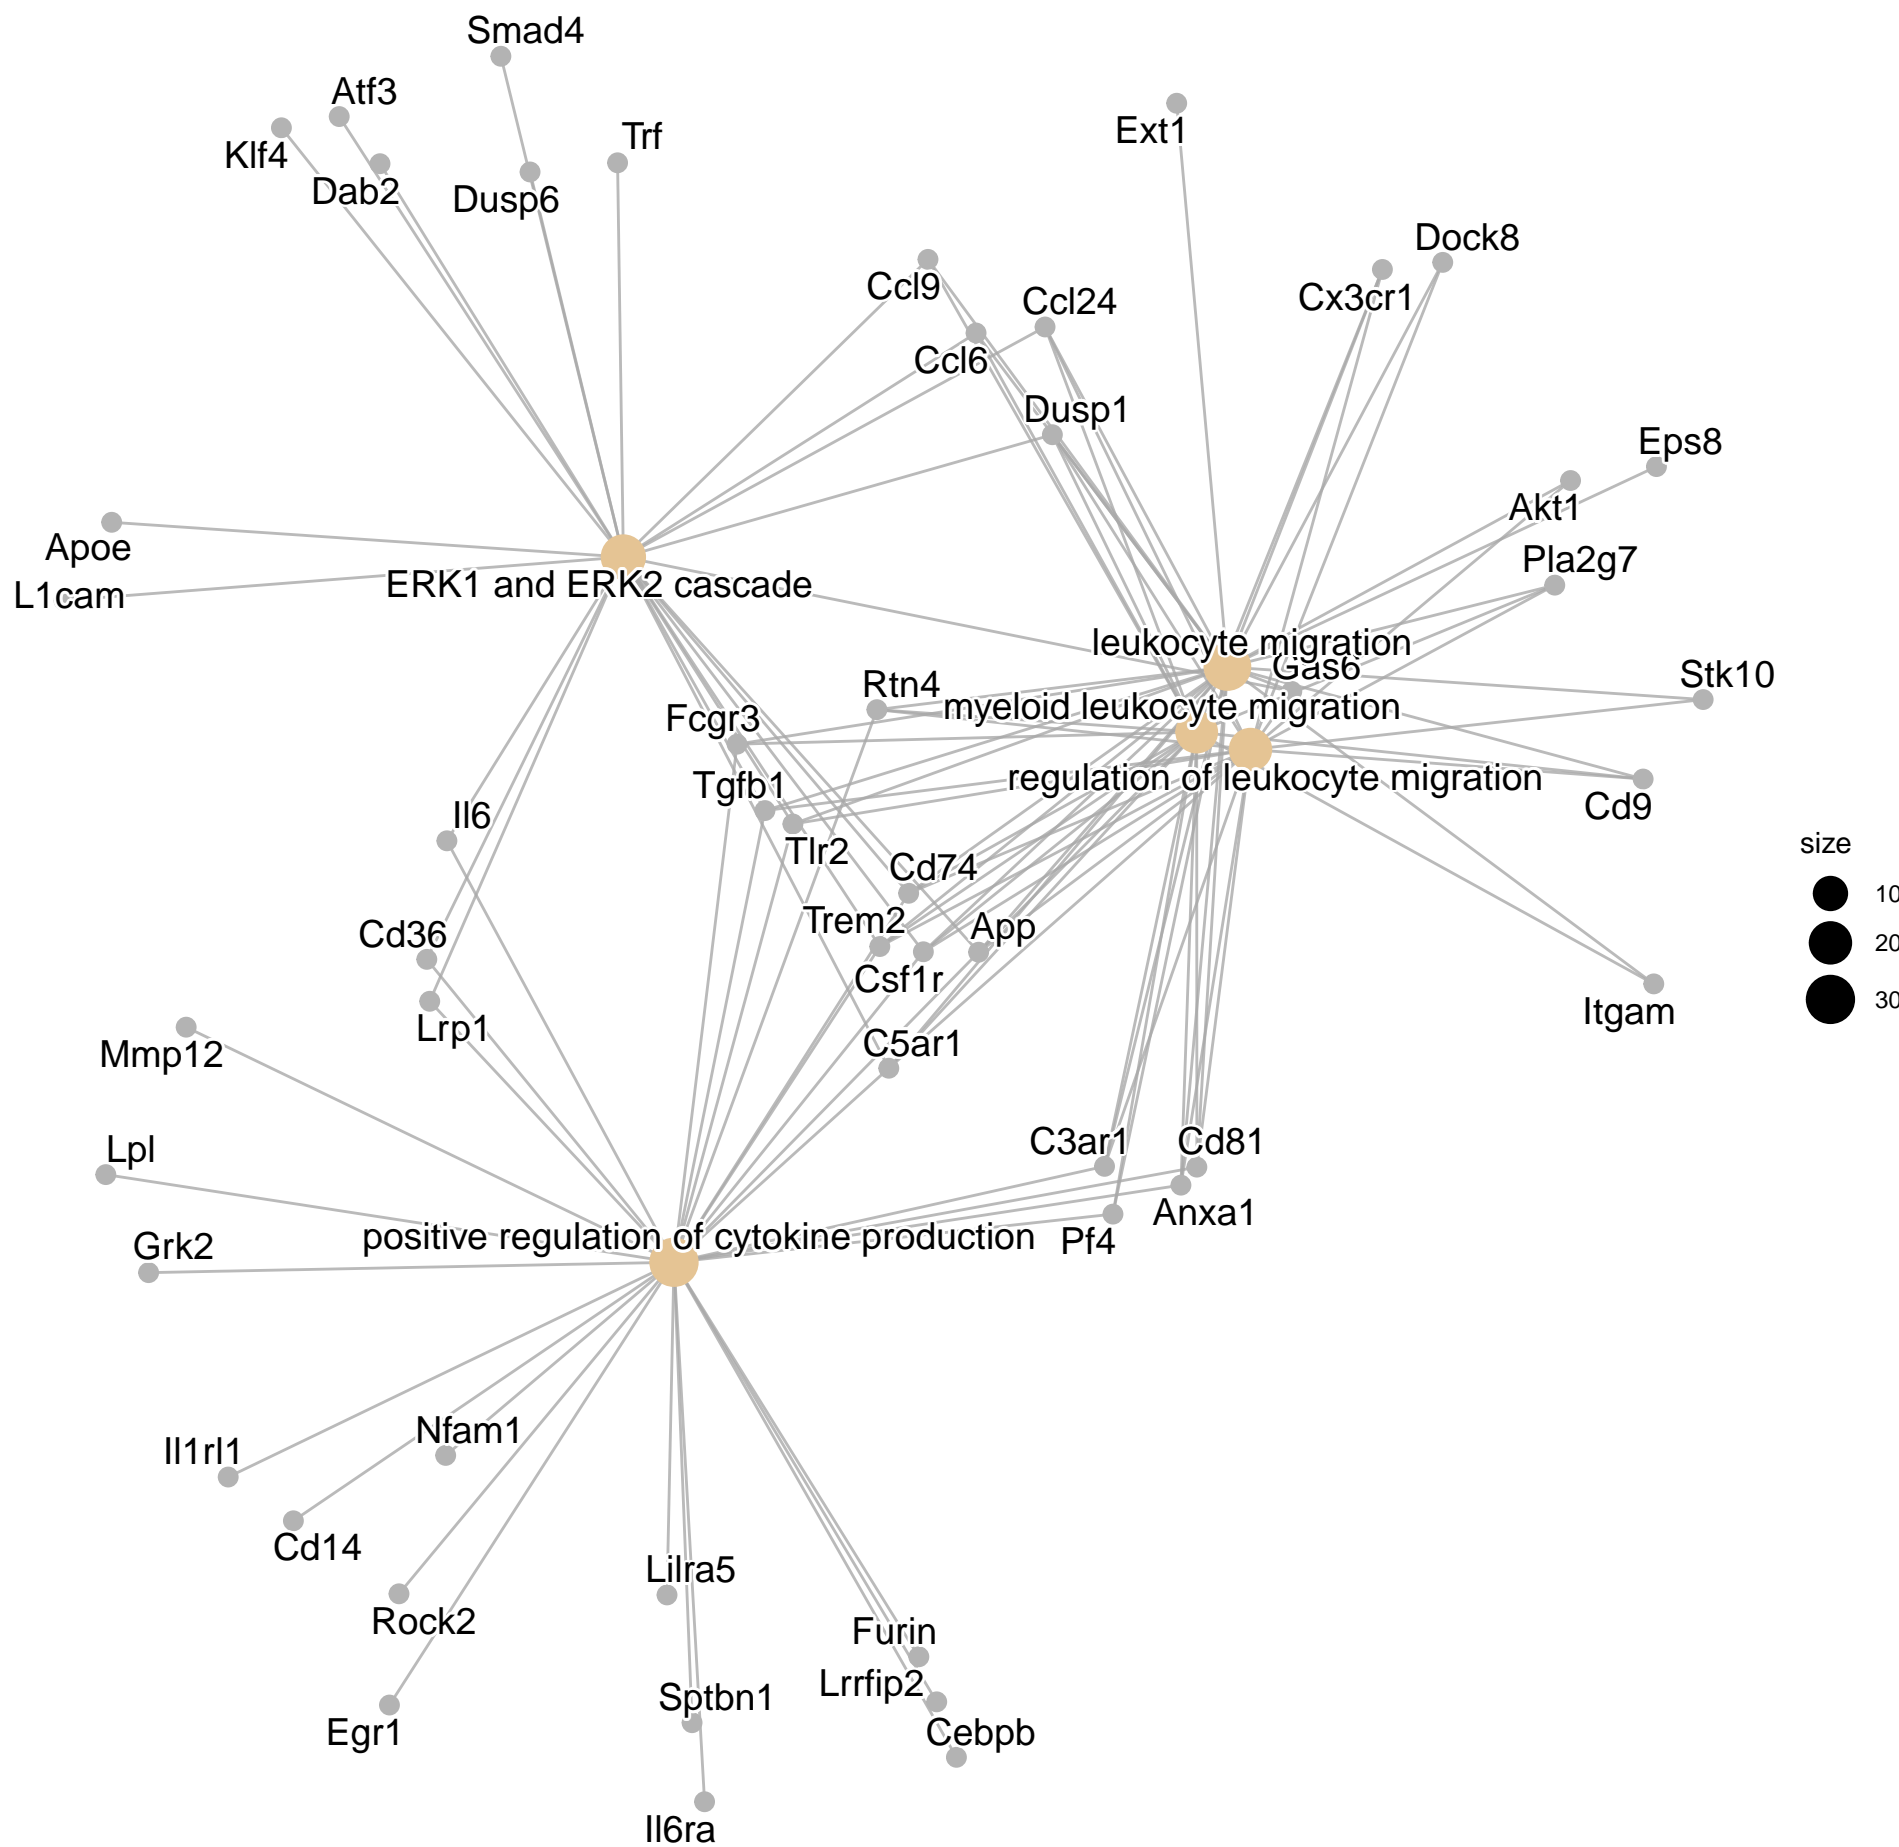 Smad4
Atf3
Klf4
Dab2
Dusp6
Trf
Ext1
Dock8
Cx3cr1
Ccl9
Ccl24
Ccl6
Dusp1
Eps8
Akt1
Pla2g7
Apoe
L1cam
ERK1 and ERK2 cascade
leukocyte migration
Gas6
Stk10
Rtn4
myeloid leukocyte migration
Fcgr3
regulation of leukocyte migration
Tgfb1
Cd9
Il6
Tlr2
Cd74
size
10
20
30
Trem2
App
Cd36
Csf1r
Itgam
Lrp1
C5ar1
Mmp12
Lpl
C3ar1
Cd81
Anxa1
Grk2
positive regulation of cytokine production
Pf4
Nfam1
Il1rl1
Cd14
Lilra5
Rock2
Furin
Lrrfip2
Sptbn1
Egr1
Cebpb
Il6ra